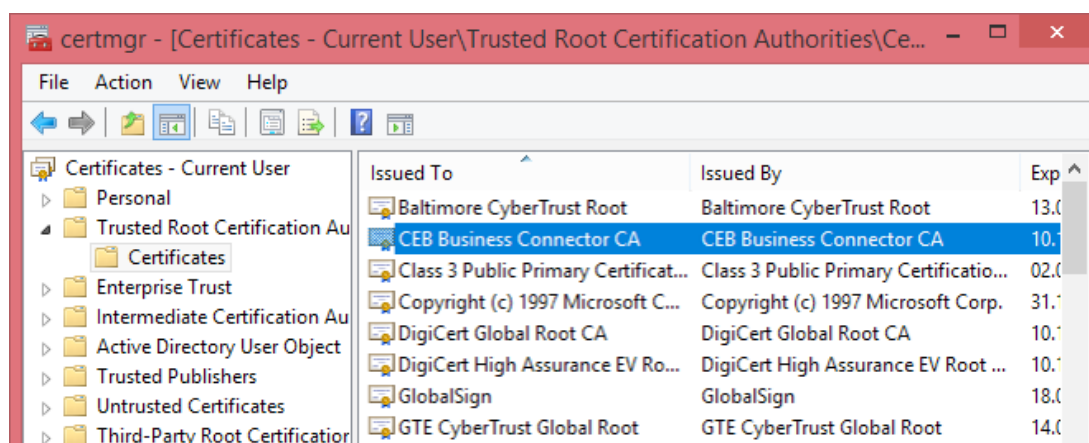 certmgr - [Certificates - Current User\Trusted Root Certification Authorities\Ce...
File Action View Help
Certificates - Current User
Personal
Trusted Root Certification Au
Certificates
Enterprise Trust
Intermediate Certification Au
Active Directory User Object
Trusted Publishers
Untrusted Certificates
Third-Party Root Certification
Issued To Issued By Exp
Baltimore CyberTrust Root Baltimore CyberTrust Root 13.0
CEB Business Connector CA CEB Business Connector CA 10.1
Class 3 Public Primary Certificat... Class 3 Public Primary Certificatio... 02.0
Copyright (c) 1997 Microsoft C... Copyright (c) 1997 Microsoft Corp. 31.1
DigiCert Global Root CA DigiCert Global Root CA 10.1
DigiCert High Assurance EV Ro... DigiCert High Assurance EV Root ... 10.1
GlobalSign GlobalSign 18.0
GTE CyberTrust Global Root GTE CyberTrust Global Root 14.0